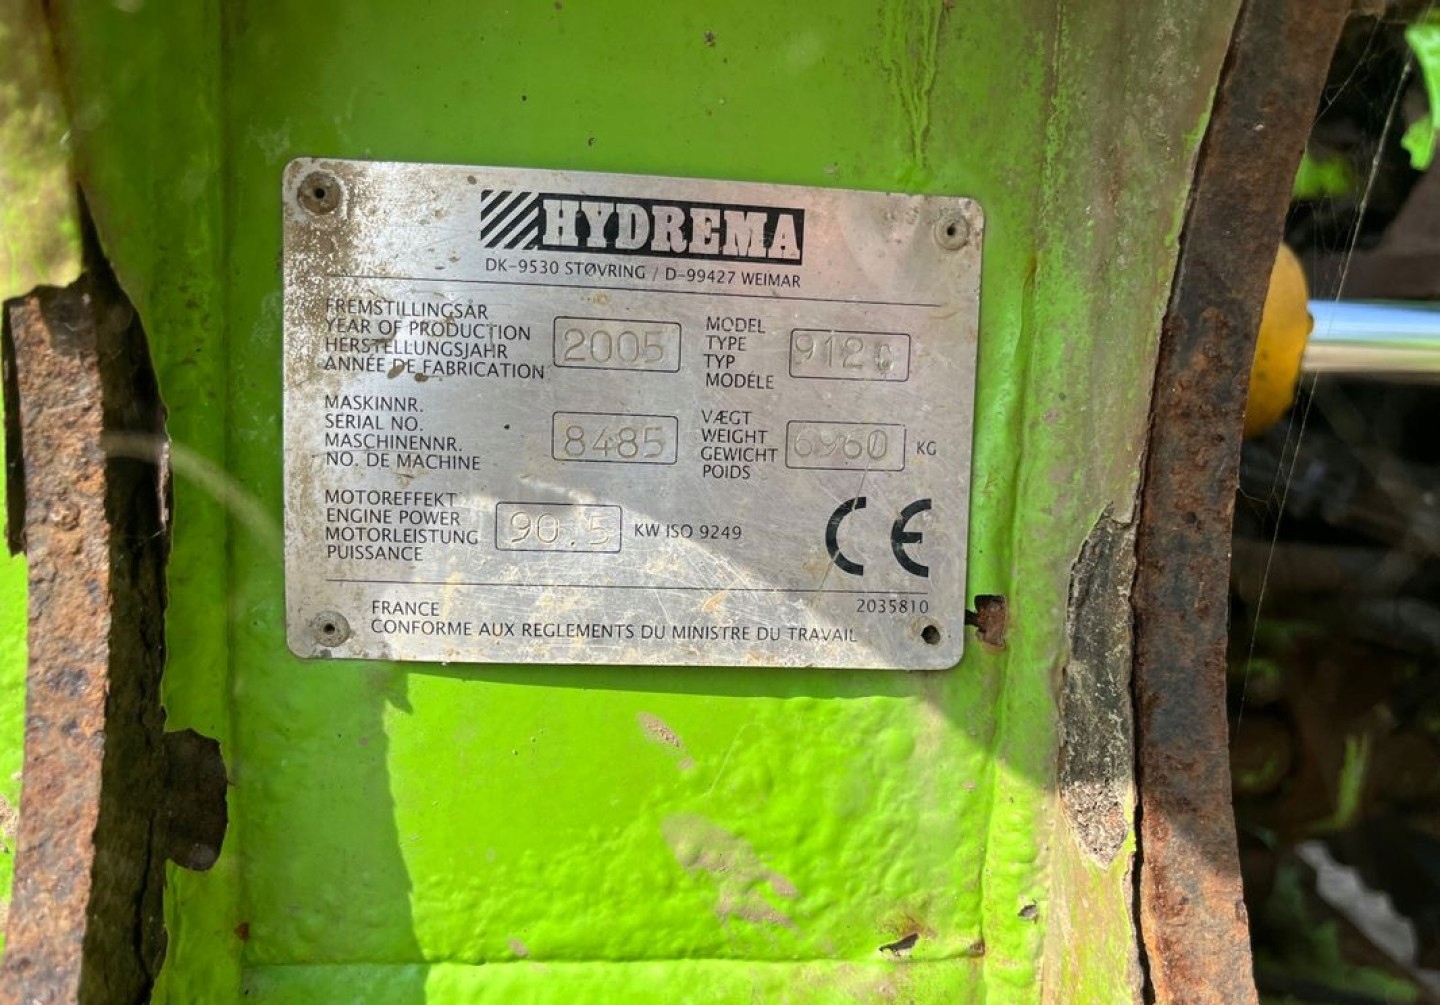 HYDREMA
DK-9530 STØVRING / D-99427 WEIMAR
FREMSTILLINGSÅR
YEAR OF PRODUCTION
HERSTELLUNGSJAHR
ANNÉE DE FABRICATION
2005
MODEL
TYPE
TYP
MODÉLE
912C
MASKINNR.
SERIAL NO.
MASCHINENNR.
NO. DE MACHINE
8485
VÆGT
WEIGHT
GEWICHT
POIDS
6960 KG
MOTOREFFEKT
ENGINE POWER
MOTORLEISTUNG
PUISSANCE
90.5 KW ISO 9249
CE
2035810
FRANCE
CONFORME AUX REGLEMENTS DU MINISTRE DU TRAVAIL